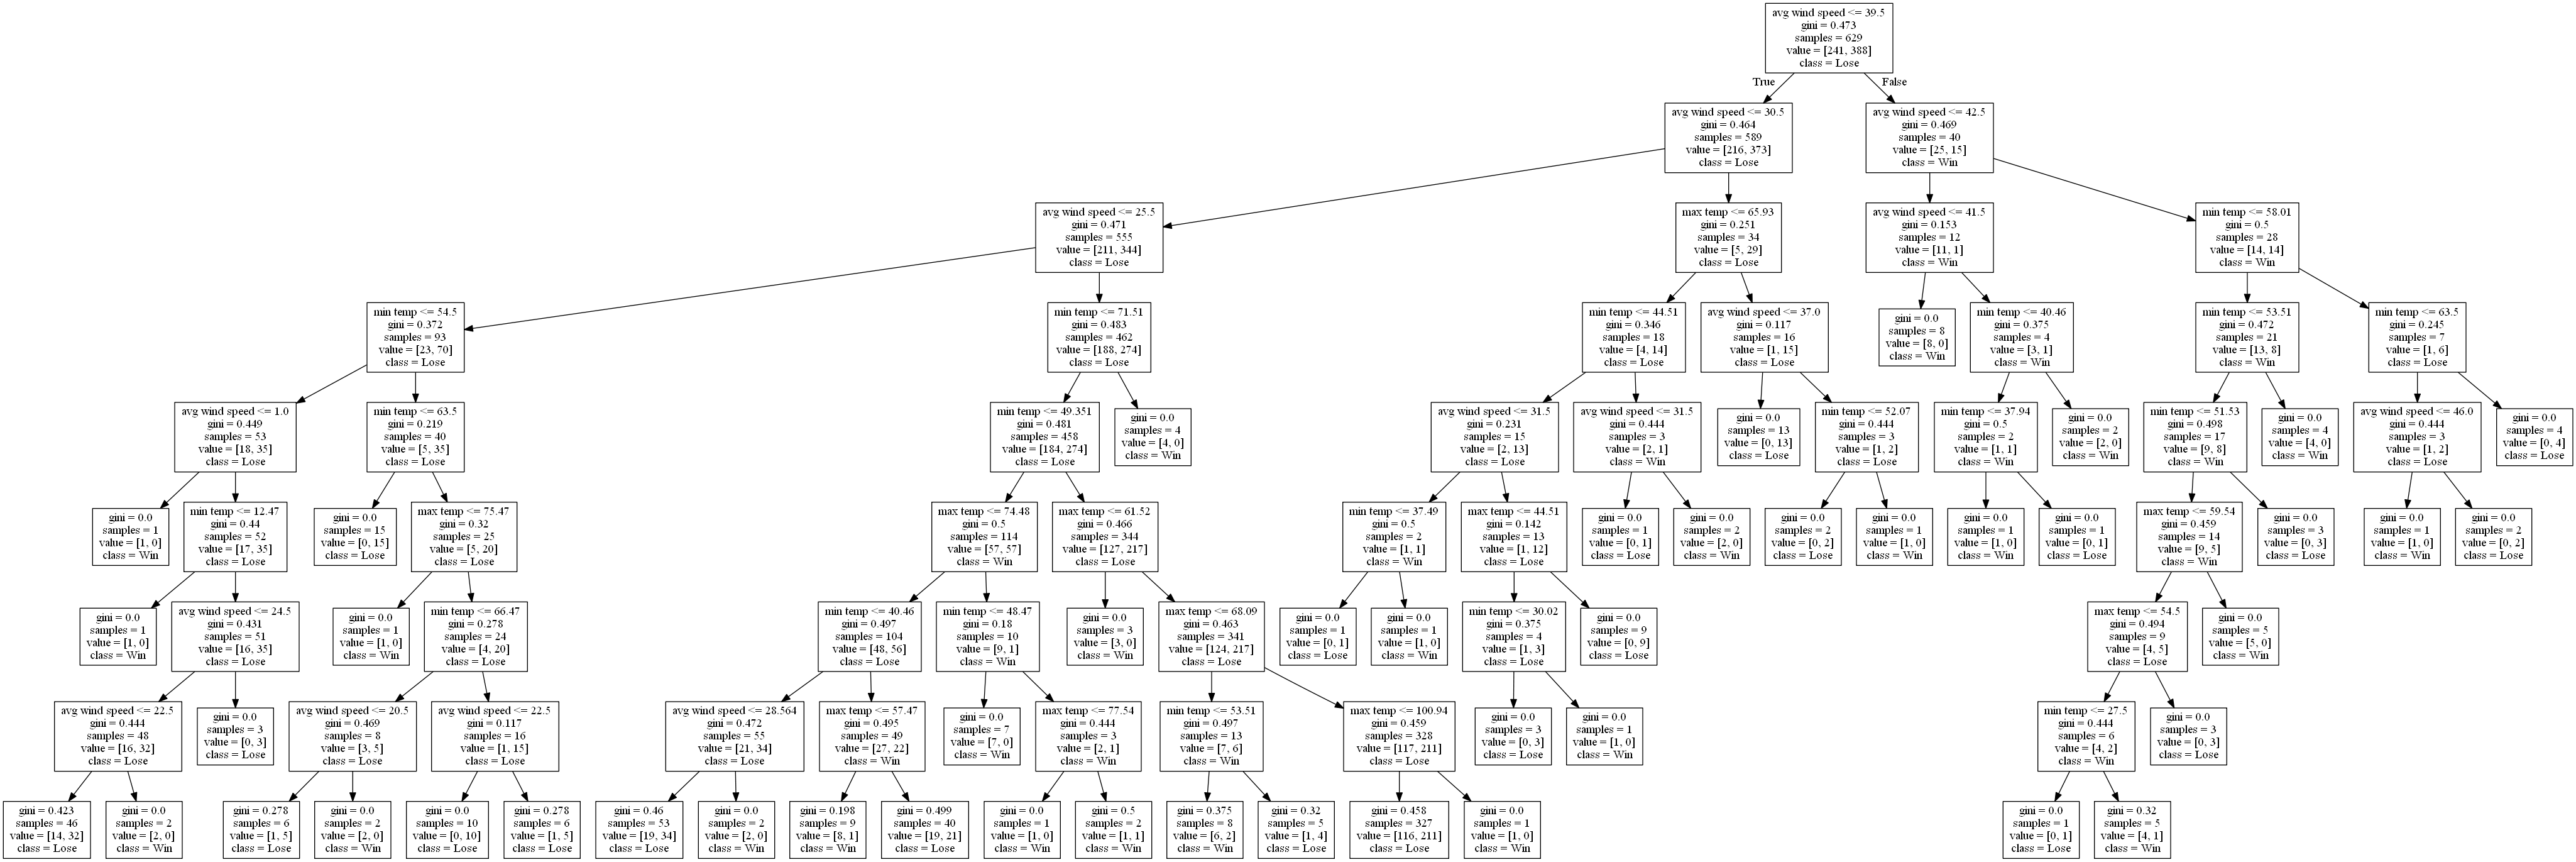 avg wind speed <= 39.5
gini = 0.473
samples = 629
value = [241, 388]
class = Lose
True
False
avg wind speed <= 30.5
gini = 0.464
samples = 589
value = [216, 373]
class = Lose
avg wind speed <= 42.5
gini = 0.469
samples = 40
value = [25, 15]
class = Win
avg wind speed <= 25.5
gini = 0.471
samples = 555
value = [211, 344]
class = Lose
max temp <= 65.93
gini = 0.251
samples = 34
value = [5, 29]
class = Lose
avg wind speed <= 41.5
gini = 0.153
samples = 12
value = [11, 1]
class = Win
min temp <= 58.01
gini = 0.5
samples = 28
value = [14, 14]
class = Win
min temp <= 54.5
gini = 0.372
samples = 93
value = [23, 70]
class = Lose
min temp <= 71.51
gini = 0.483
samples = 462
value = [188, 274]
class = Lose
min temp <= 44.51
gini = 0.346
samples = 18
value = [4, 14]
class = Lose
avg wind speed <= 37.0
gini = 0.117
samples = 16
value = [1, 15]
class = Lose
gini = 0.0
samples = 8
value = [8, 0]
class = Win
min temp <= 40.46
gini = 0.375
samples = 4
value = [3, 1]
class = Win
min temp <= 53.51
gini = 0.472
samples = 21
value = [13, 8]
class = Win
min temp <= 63.5
gini = 0.245
samples = 7
value = [1, 6]
class = Lose
avg wind speed <= 1.0
gini = 0.449
samples = 53
value = [18, 35]
class = Lose
min temp <= 63.5
gini = 0.219
samples = 40
value = [5, 35]
class = Lose
min temp <= 49.351
gini = 0.481
samples = 458
value = [184, 274]
class = Lose
gini = 0.0
samples = 4
value = [4, 0]
class = Win
avg wind speed <= 31.5
gini = 0.231
samples = 15
value = [2, 13]
class = Lose
avg wind speed <= 31.5
gini = 0.444
samples = 3
value = [2, 1]
class = Win
gini = 0.0
samples = 13
value = [0, 13]
class = Lose
min temp <= 52.07
gini = 0.444
samples = 3
value = [1, 2]
class = Lose
min temp <= 37.94
gini = 0.5
samples = 2
value = [1, 1]
class = Win
gini = 0.0
samples = 2
value = [2, 0]
class = Win
min temp <= 51.53
gini = 0.498
samples = 17
value = [9, 8]
class = Win
gini = 0.0
samples = 4
value = [4, 0]
class = Win
avg wind speed <= 46.0
gini = 0.444
samples = 3
value = [1, 2]
class = Lose
gini = 0.0
samples = 4
value = [0, 4]
class = Lose
gini = 0.0
samples = 1
value = [1, 0]
class = Win
min temp <= 12.47
gini = 0.44
samples = 52
value = [17, 35]
class = Lose
gini = 0.0
samples = 15
value = [0, 15]
class = Lose
max temp <= 75.47
gini = 0.32
samples = 25
value = [5, 20]
class = Lose
max temp <= 74.48
gini = 0.5
samples = 114
value = [57, 57]
class = Win
max temp <= 61.52
gini = 0.466
samples = 344
value = [127, 217]
class = Lose
min temp <= 37.49
gini = 0.5
samples = 2
value = [1, 1]
class = Win
max temp <= 44.51
gini = 0.142
samples = 13
value = [1, 12]
class = Lose
gini = 0.0
samples = 1
value = [0, 1]
class = Lose
gini = 0.0
samples = 2
value = [2, 0]
class = Win
gini = 0.0
samples = 2
value = [0, 2]
class = Lose
gini = 0.0
samples = 1
value = [1, 0]
class = Win
gini = 0.0
samples = 1
value = [1, 0]
class = Win
gini = 0.0
samples = 1
value = [0, 1]
class = Lose
max temp <= 59.54
gini = 0.459
samples = 14
value = [9, 5]
class = Win
gini = 0.0
samples = 3
value = [0, 3]
class = Lose
gini = 0.0
samples = 1
value = [1, 0]
class = Win
gini = 0.0
samples = 2
value = [0, 2]
class = Lose
gini = 0.0
samples = 1
value = [1, 0]
class = Win
avg wind speed <= 24.5
gini = 0.431
samples = 51
value = [16, 35]
class = Lose
gini = 0.0
samples = 1
value = [1, 0]
class = Win
min temp <= 66.47
gini = 0.278
samples = 24
value = [4, 20]
class = Lose
min temp <= 40.46
gini = 0.497
samples = 104
value = [48, 56]
class = Lose
min temp <= 48.47
gini = 0.18
samples = 10
value = [9, 1]
class = Win
gini = 0.0
samples = 3
value = [3, 0]
class = Win
max temp <= 68.09
gini = 0.463
samples = 341
value = [124, 217]
class = Lose
gini = 0.0
samples = 1
value = [0, 1]
class = Lose
gini = 0.0
samples = 1
value = [1, 0]
class = Win
min temp <= 30.02
gini = 0.375
samples = 4
value = [1, 3]
class = Lose
gini = 0.0
samples = 9
value = [0, 9]
class = Lose
max temp <= 54.5
gini = 0.494
samples = 9
value = [4, 5]
class = Lose
gini = 0.0
samples = 5
value = [5, 0]
class = Win
avg wind speed <= 22.5
gini = 0.444
samples = 48
value = [16, 32]
class = Lose
gini = 0.0
samples = 3
value = [0, 3]
class = Lose
avg wind speed <= 20.5
gini = 0.469
samples = 8
value = [3, 5]
class = Lose
avg wind speed <= 22.5
gini = 0.117
samples = 16
value = [1, 15]
class = Lose
avg wind speed <= 28.564
gini = 0.472
samples = 55
value = [21, 34]
class = Lose
max temp <= 57.47
gini = 0.495
samples = 49
value = [27, 22]
class = Win
gini = 0.0
samples = 7
value = [7, 0]
class = Win
max temp <= 77.54
gini = 0.444
samples = 3
value = [2, 1]
class = Win
min temp <= 53.51
gini = 0.497
samples = 13
value = [7, 6]
class = Win
max temp <= 100.94
gini = 0.459
samples = 328
value = [117, 211]
class = Lose
gini = 0.0
samples = 3
value = [0, 3]
class = Lose
gini = 0.0
samples = 1
value = [1, 0]
class = Win
min temp <= 27.5
gini = 0.444
samples = 6
value = [4, 2]
class = Win
gini = 0.0
samples = 3
value = [0, 3]
class = Lose
gini = 0.423
samples = 46
value = [14, 32]
class = Lose
gini = 0.0
samples = 2
value = [2, 0]
class = Win
gini = 0.278
samples = 6
value = [1, 5]
class = Lose
gini = 0.0
samples = 2
value = [2, 0]
class = Win
gini = 0.0
samples = 10
value = [0, 10]
class = Lose
gini = 0.278
samples = 6
value = [1, 5]
class = Lose
gini = 0.46
samples = 53
value = [19, 34]
class = Lose
gini = 0.0
samples = 2
value = [2, 0]
class = Win
gini = 0.198
samples = 9
value = [8, 1]
class = Win
gini = 0.499
samples = 40
value = [19, 21]
class = Lose
gini = 0.0
samples = 1
value = [1, 0]
class = Win
gini = 0.5
samples = 2
value = [1, 1]
class = Win
gini = 0.375
samples = 8
value = [6, 2]
class = Win
gini = 0.32
samples = 5
value = [1, 4]
class = Lose
gini = 0.458
samples = 327
value = [116, 211]
class = Lose
gini = 0.0
samples = 1
value = [1, 0]
class = Win
gini = 0.0
samples = 1
value = [0, 1]
class = Lose
gini = 0.32
samples = 5
value = [4, 1]
class = Win